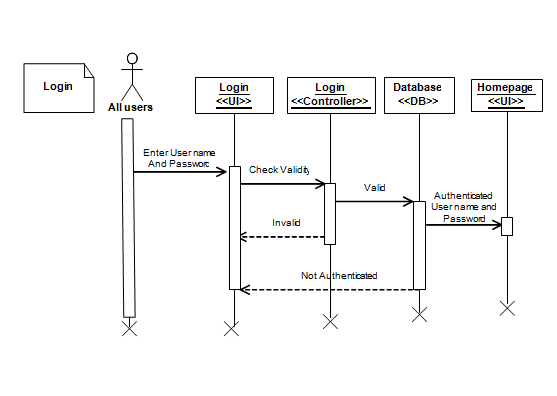 Login
All users
Login
<<UI>>
Login
<<Controller>>
Database
<<DB>>
Homepage
<<UI>>
Enter User name
And Password
Check Validity
Valid
Authenticated
User name and
Password
Invalid
Not Authenticated